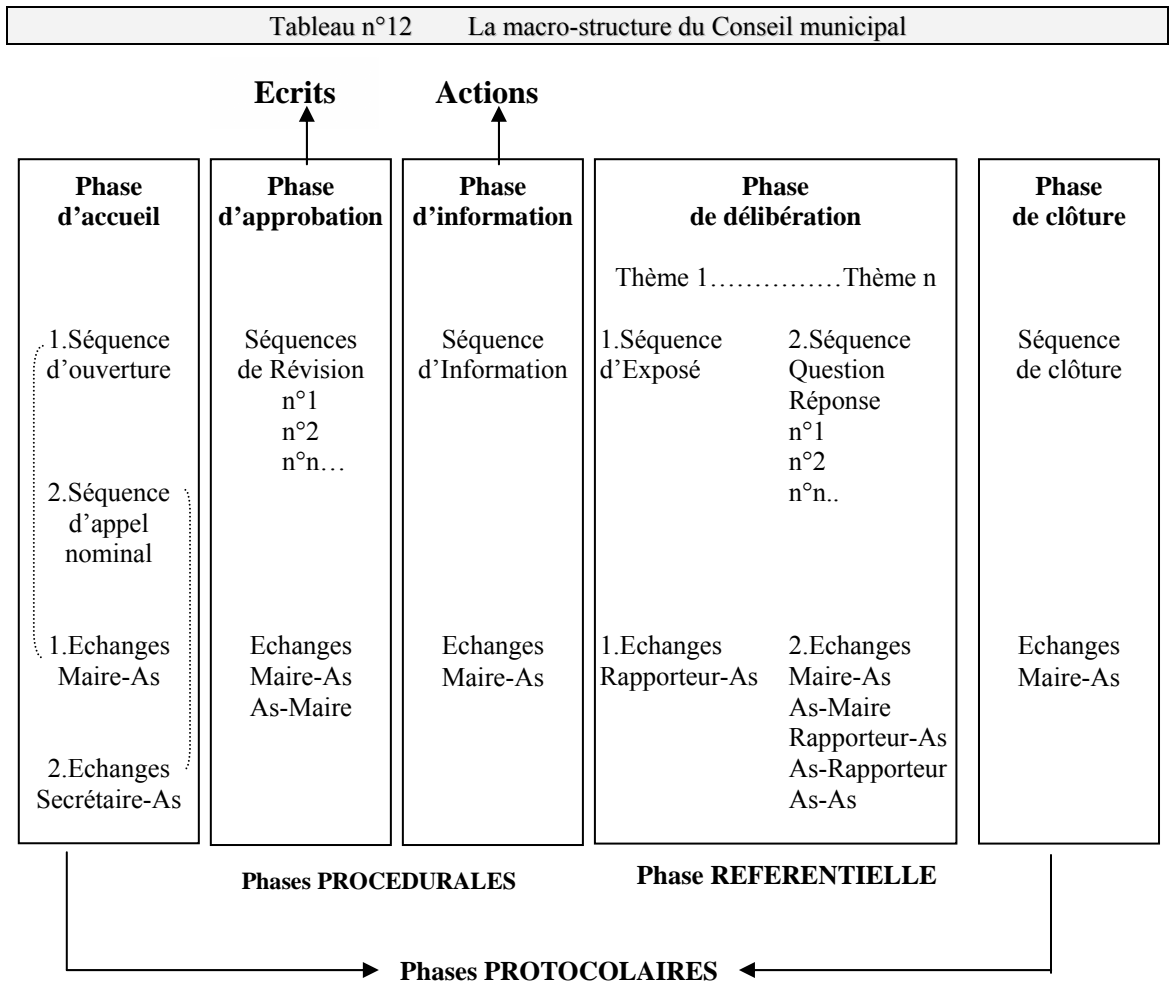 Tableau n°12 La macro-structure du Conseil municipal
Ecrits
Actions
Phase
d’accueil
1.Séquence
d’ouverture
2.Séquence
d’appel
nominal
1.Echanges
Maire-As
2.Echanges
Secrétaire-As
Phase
d’approbation
Séquences
de Révision
n°1
n°2
n°n…
Echanges
Maire-As
As-Maire
Phase
d’information
Séquence
d’Information
Echanges
Maire-As
Phase
de délibération
Thème 1……………Thème n
1.Séquence
d’Exposé
1.Echanges
Rapporteur-As
2.Séquence
Question
Réponse
n°1
n°2
n°n..
2.Echanges
Maire-As
As-Maire
Rapporteur-As
As-Rapporteur
As-As
Phase
de clôture
Séquence
de clôture
Echanges
Maire-As
Phases PROCEDURALES
Phase REFERENTIELLE
Phases PROTOCOLAIRES